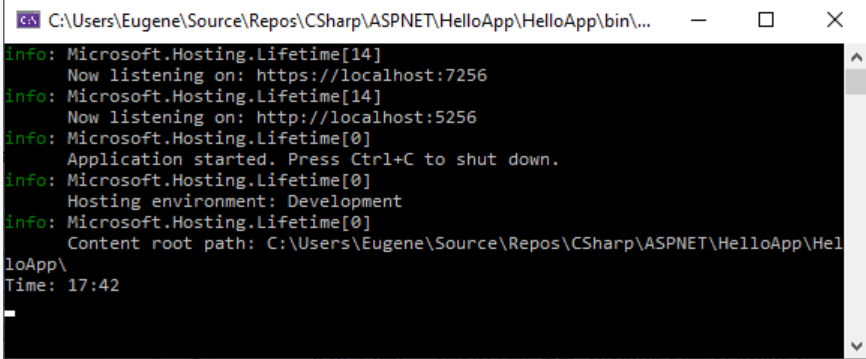 C:\Users\Eugene\Source\Repos\CSharp\ASPNET\HelloApp\HelloApp\bin\...
info: Microsoft.Hosting.Lifetime[14]
      Now listening on: https://localhost:7256
info: Microsoft.Hosting.Lifetime[14]
      Now listening on: http://localhost:5256
info: Microsoft.Hosting.Lifetime[0]
      Application started. Press Ctrl+C to shut down.
info: Microsoft.Hosting.Lifetime[0]
      Hosting environment: Development
info: Microsoft.Hosting.Lifetime[0]
      Content root path: C:\Users\Eugene\Source\Repos\CSharp\ASPNET\HelloApp\Hel
loApp\
Time: 17:42